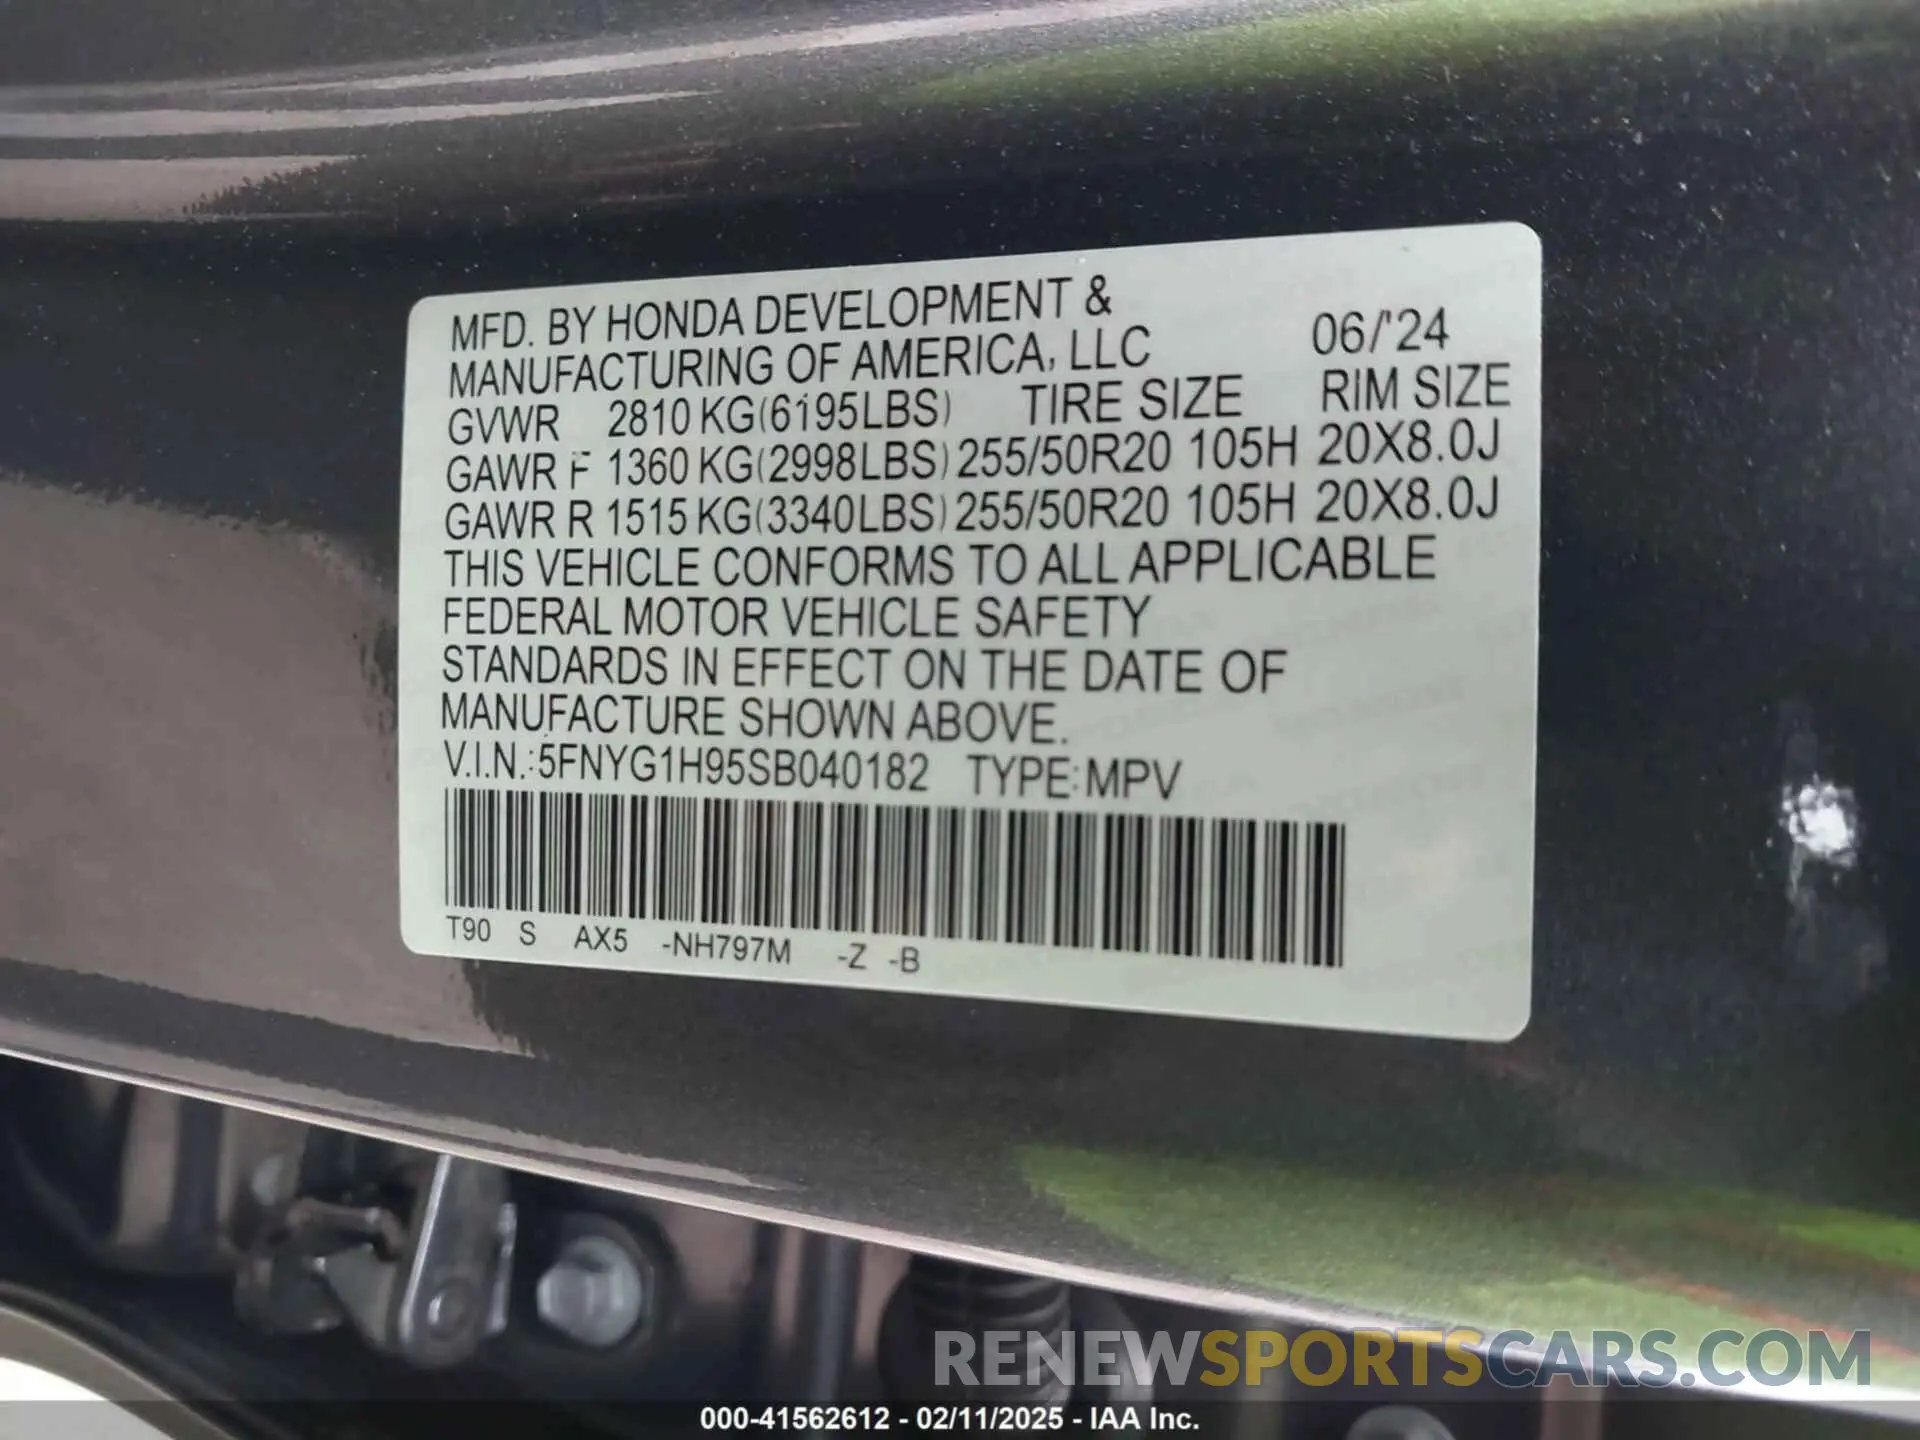 MFD. BY HONDA DEVELOPMENT &
MANUFACTURING OF AMERICA, LLC 06/'24
GVWR 2810 KG(6195LBS) TIRE SIZE RIM SIZE
GAWR F 1360 KG(2998LBS) 255/50R20 105H 20X8.0J
GAWR R 1515 KG(3340LBS) 255/50R20 105H 20X8.0J
THIS VEHICLE CONFORMS TO ALL APPLICABLE
FEDERAL MOTOR VEHICLE SAFETY
STANDARDS IN EFFECT ON THE DATE OF
MANUFACTURE SHOWN ABOVE.
V.I.N.:5FNYG1H95SB040182 TYPE:MPV
T90 S AX5 -NH797M -Z -B
RENEWSPORTSCARS.COM
000-41562612 - 02/11/2025 - IAA Inc.